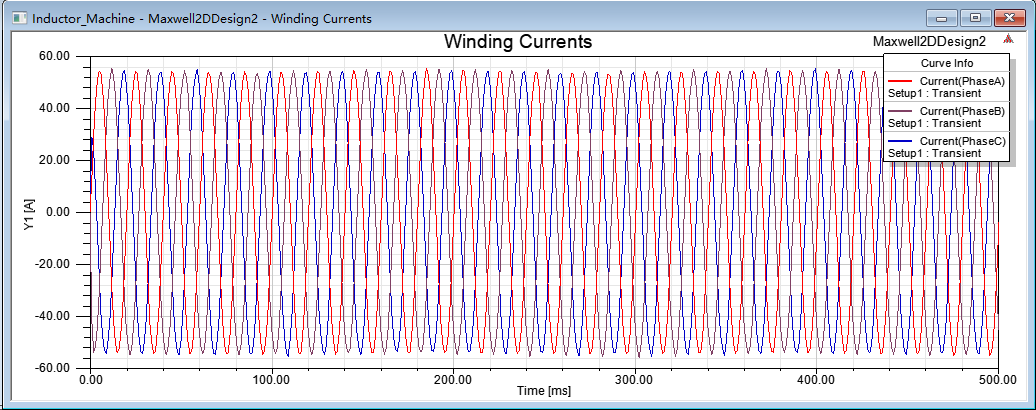 Inductor_Machine - Maxwell2DDesign2 - Winding Currents
Winding Currents
Maxwell2DDesign2
Curve Info
Current(PhaseA)
Setup1 : Transient
Current(PhaseB)
Setup1 : Transient
Current(PhaseC)
Setup1 : Transient
Y1 [A]
60.00
40.00
20.00
0.00
-20.00
-40.00
-60.00
0.00 100.00 200.00 300.00 400.00 500.00
Time [ms]